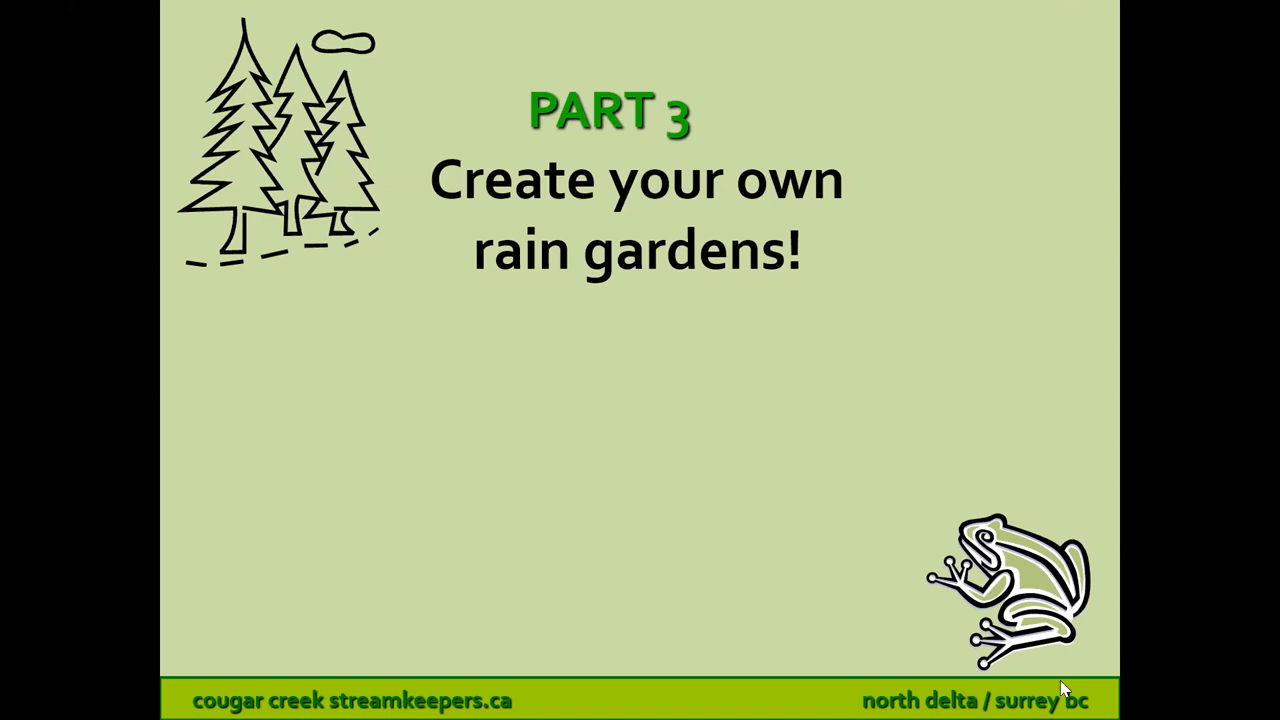 PART 3
Create your own
rain gardens!
cougar creek streamkeepers.ca
north delta / surrey bc